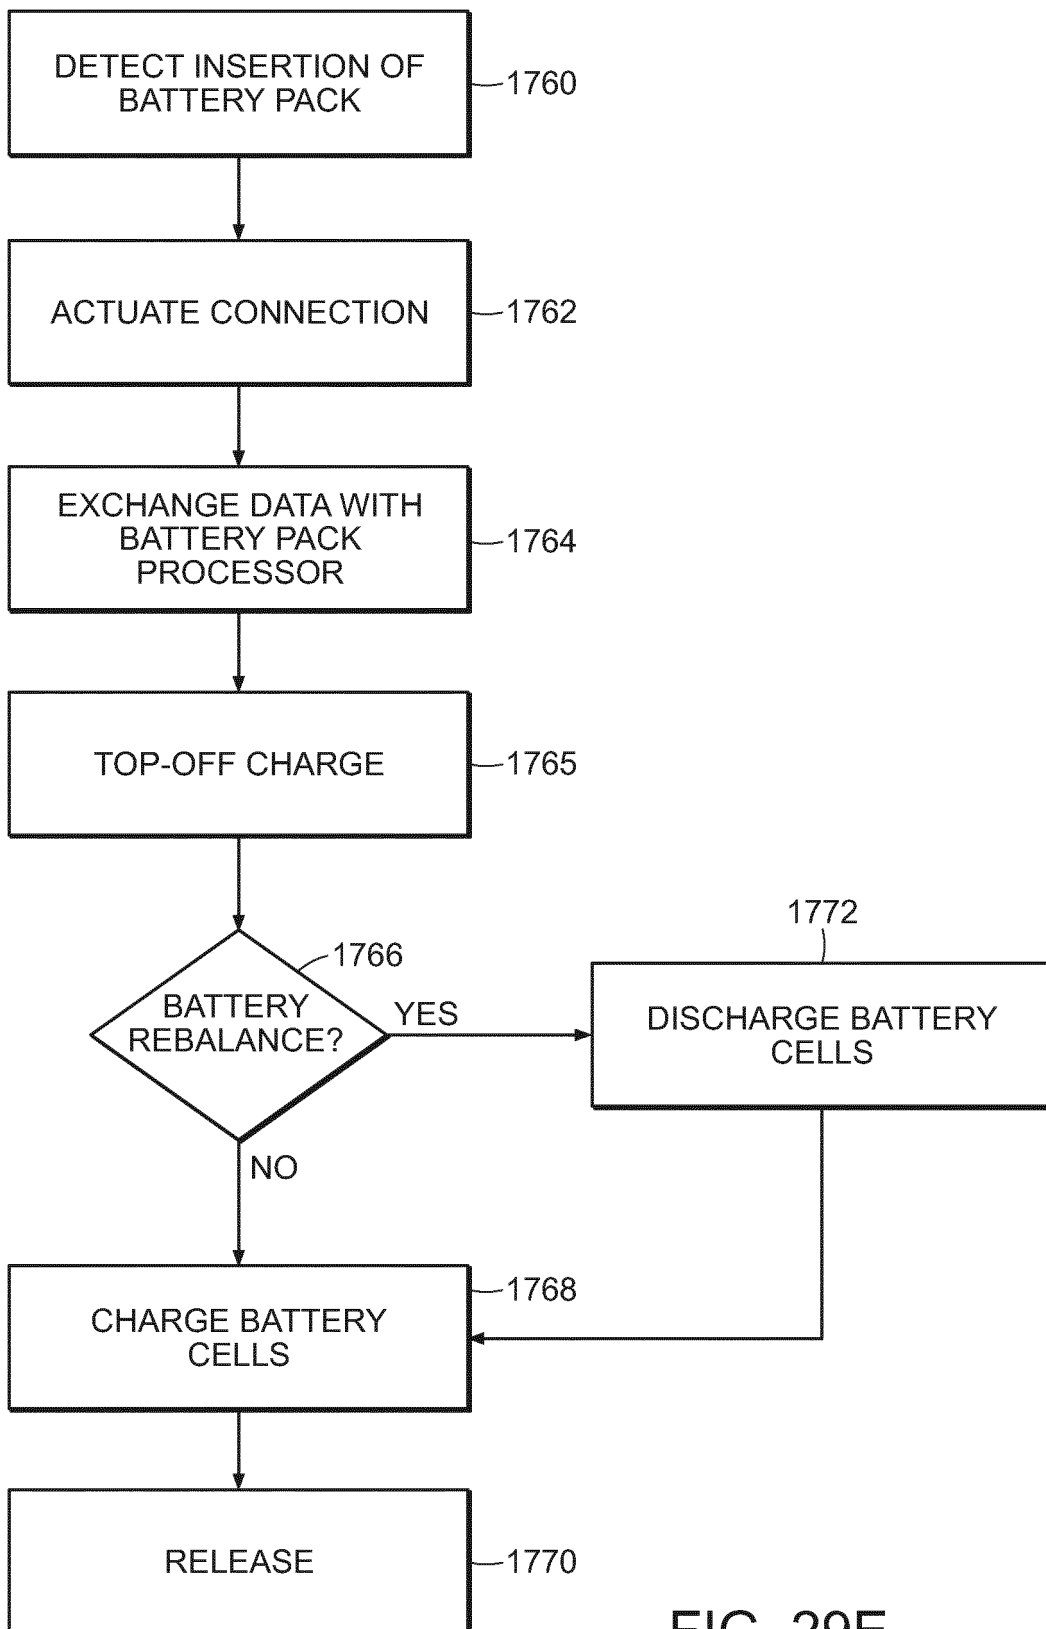 DETECT INSERTION OF
BATTERY PACK
1760
ACTUATE CONNECTION
1762
EXCHANGE DATA WITH
BATTERY PACK
PROCESSOR
1764
TOP-OFF CHARGE
1765
1766
BATTERY
REBALANCE?
YES
1772
DISCHARGE BATTERY
CELLS
NO
1768
CHARGE BATTERY
CELLS
RELEASE
1770
FIG.